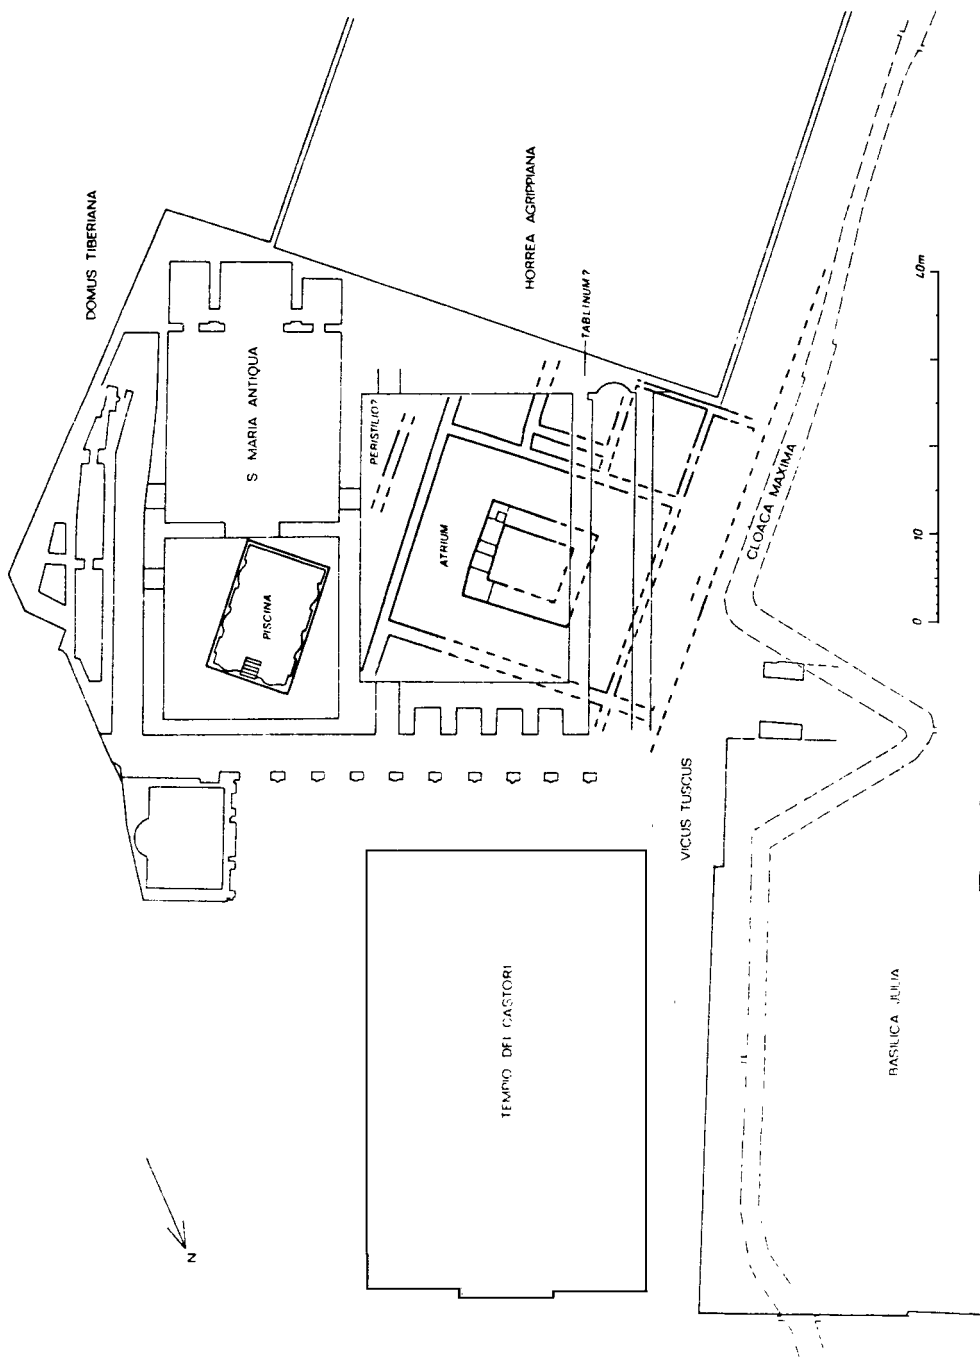 DOMUS TIBERIANA
HORREA AGRIPPIANA
S MARIA ANTIQUA
TABLINUM?
PERISTILIO?
ATRIUM
PISCINA
CLOACA MAXIMA
VICUS TUSCUS
TEMPIO DEI CASTORI
BASILICA JULIA
N
0
10
40m